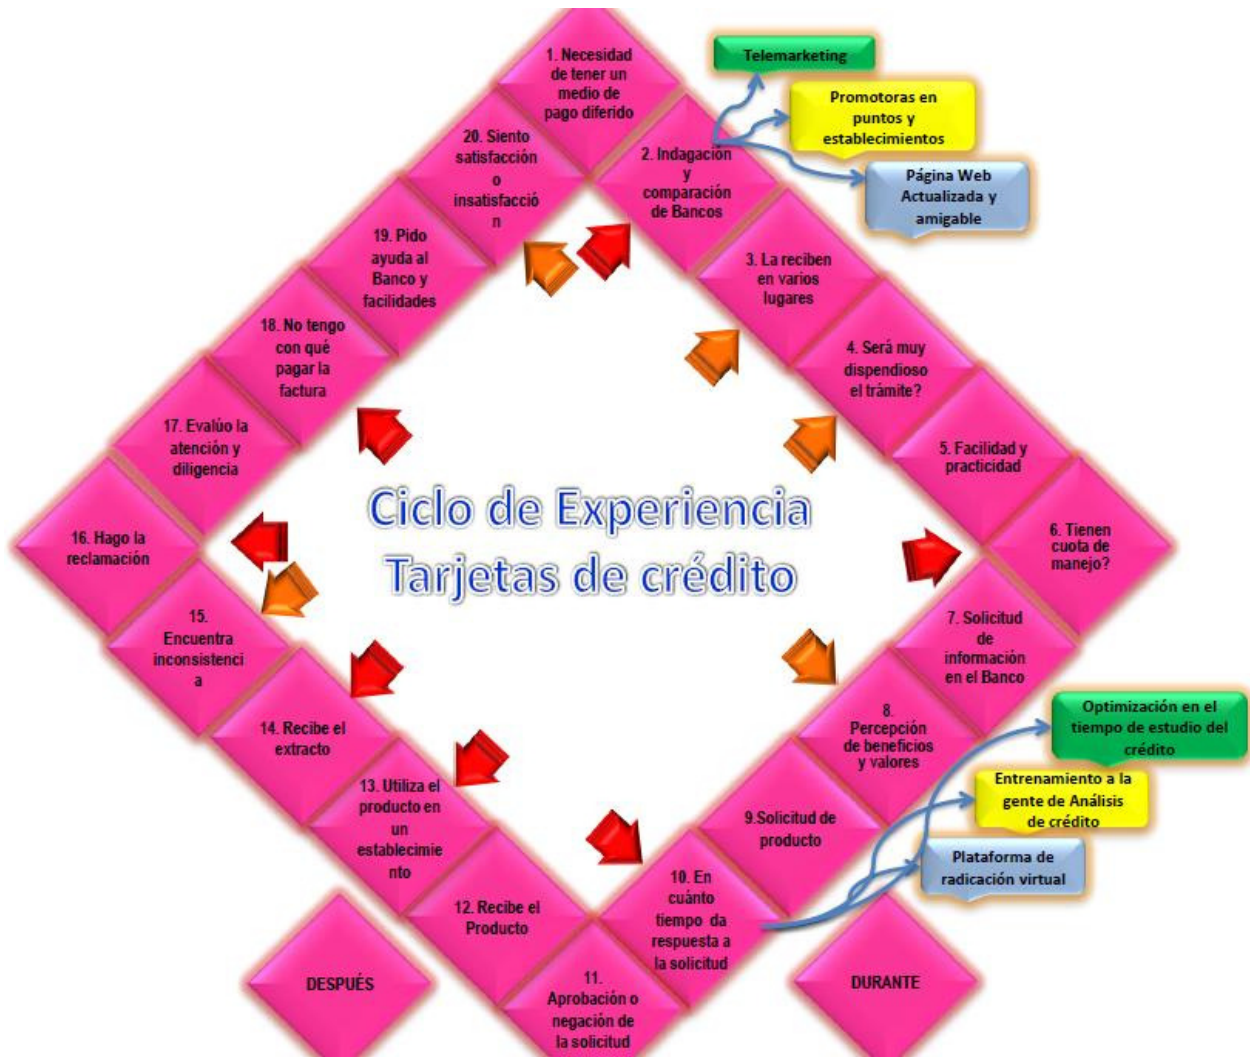 1. Necesidad
de tener un
medio de
pago diferido
Telemarketing
Promotoras en
puntos y
establecimientos
Página Web
Actualizada y
amigable
2. Indagación
y
comparación
de Bancos
3. La reciben
en varios
lugares
4. Será muy
dispendioso
el trámite?
5. Facilidad y
practicidad
6. Tienen
cuota de
manejo?
7. Solicitud
de
información
en el Banco
8.
Percepción
de beneficios
y valores
9.Solicitud de
producto
10. En
cuánto
tiempo da
respuesta a
la solicitud
Optimización en el
tiempo de estudio del
crédito
Entrenamiento a la
gente de Análisis
de crédito
Plataforma de
radicación virtual
11.
Aprobación o
negación de
la solicitud
12. Recibe el
Producto
13. Utiliza el
producto en
un
establecimie
nto
14. Recibe el
extracto
15.
Encuentra
inconsistenci
a
16. Hago la
reclamación
17. Evalúo la
atención y
diligencia
18. No tengo
con qué
pagar la
factura
19. Pido
ayuda al
Banco y
facilidades
20. Siento
satisfacción
o
insatisfacció
n
Ciclo de Experiencia
Tarjetas de crédito
DESPUÉS
DURANTE